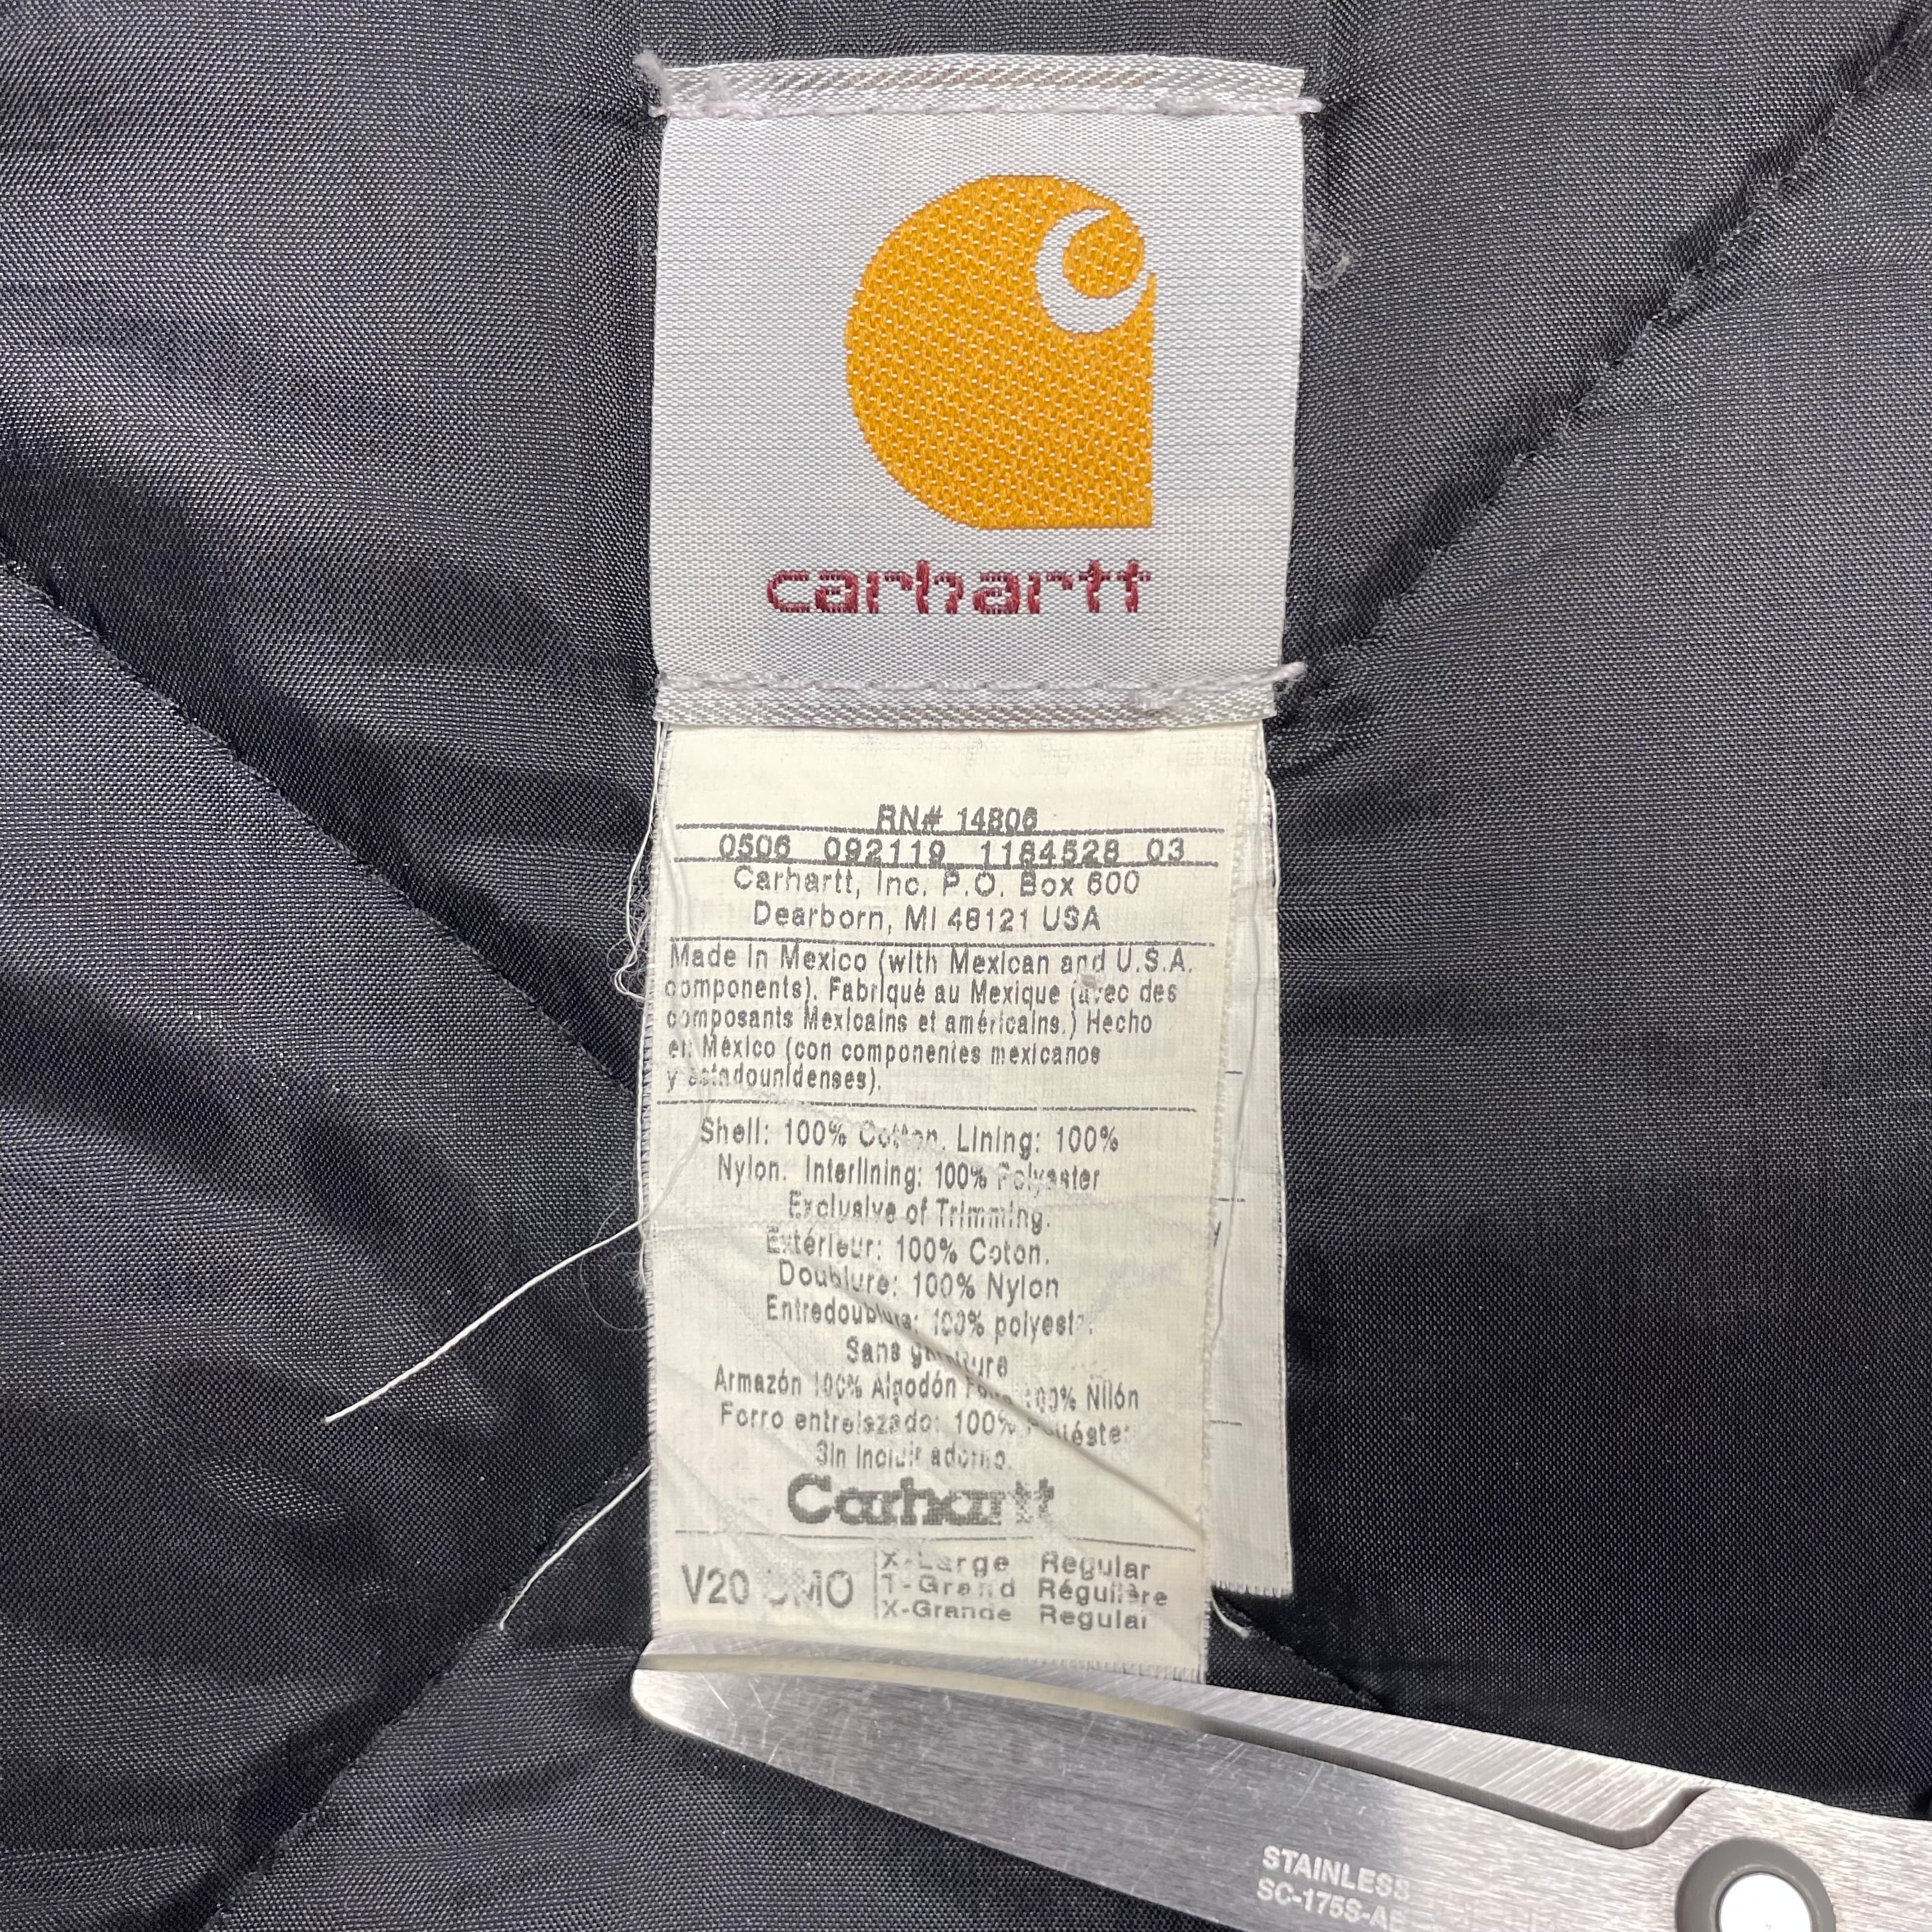 carhartt
RN# 14806
0506 092119 1184528 03
Carhartt, Inc. P.O. Box 600
Dearborn, MI 48121 USA
Made in Mexico (with Mexican and U.S.A.
components). Fabriqué au Mexique (avec des
composants Mexicains et américains.) Hecho
en México (con componentes mexicanos
y estadounidenses).
Shell: 100% Cotton. Lining: 100%
Nylon. Interlining: 100% Polyester
Exclusive of Trimming.
Extérieur: 100% Coton.
Doublure: 100% Nylon
Entredoublure: 100% polyester.
Sans garniture
Armazón 100% Algodón 100% Nilón
Forro entrelazado: 100% Poliéster
Sin incluir adorno.
Carhartt
V20 X-Large Regular
T-Grand Régulière
X-Grande Regular
STAINLESS
SC-175S-AB